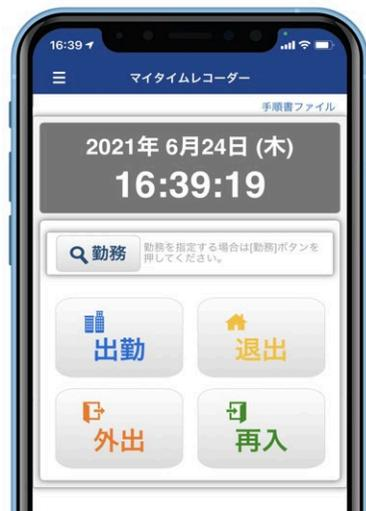 16:39
マイタイムレコーダー
手順書ファイル
2021年 6月24日 (木)
16:39:19
勤務
勤務を指定する場合は[勤務]ボタンを
押してください。
出勤
退出
外出
再入